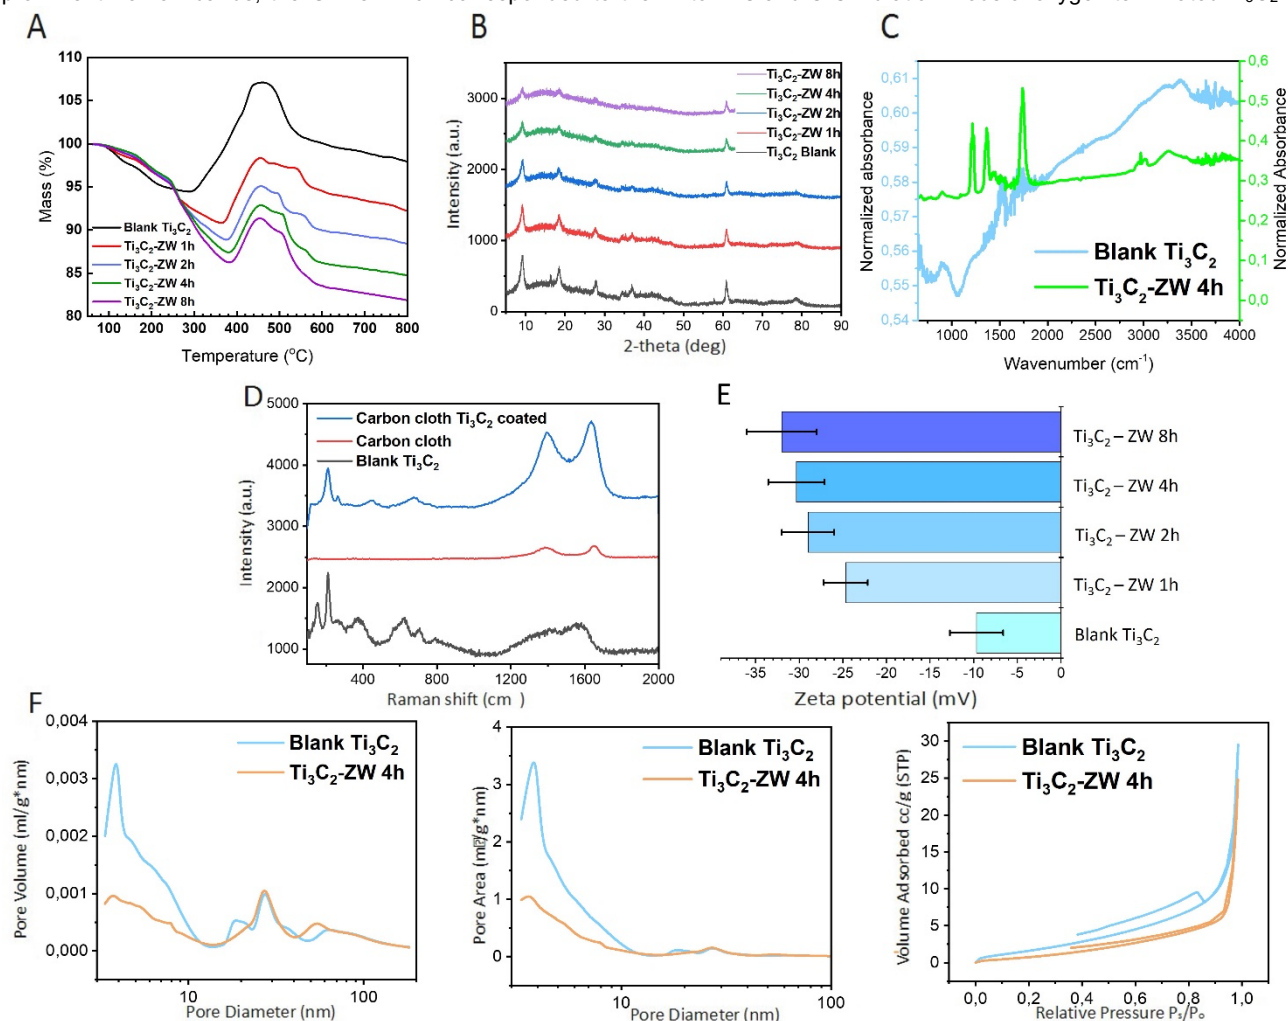 A
110
105
100
95
90
85
80
Mass (%)
Blank Ti₃C₂
Ti₃C₂-ZW 1h
Ti₃C₂-ZW 2h
Ti₃C₂-ZW 4h
Ti₃C₂-ZW 8h
100 200 300 400 500 600 700 800
Temperature (°C)
B
3000
2000
1000
0
Intensity (a.u.)
Ti₃C₂-ZW 8h
Ti₃C₂-ZW 4h
Ti₃C₂-ZW 2h
Ti₃C₂-ZW 1h
Ti₃C₂ Blank
10 20 30 40 50 60 70 80 90
2-theta (deg)
C
0,61
0,60
0,59
0,58
0,57
0,56
0,55
0,54
Normalized absorbance
0,6
0,5
0,4
0,3
0,2
0,1
0,0
Normalized Absorbance
Blank Ti₃C₂
Ti₃C₂-ZW 4h
1000 1500 2000 2500 3000 3500 4000
Wavenumber (cm⁻¹)
D
5000
4000
3000
2000
1000
Intensity (a.u.)
Carbon cloth Ti₃C₂ coated
Carbon cloth
Blank Ti₃C₂
400 800 1200 1600 2000
Raman shift (cm )
E
Ti₃C₂ – ZW 8h
Ti₃C₂ – ZW 4h
Ti₃C₂ – ZW 2h
Ti₃C₂ – ZW 1h
Blank Ti₃C₂
-35 -30 -25 -20 -15 -10 -5 0
Zeta potential (mV)
F
0,004
0,003
0,002
0,001
0,000
Pore Volume (ml/g*nm)
Blank Ti₃C₂
Ti₃C₂-ZW 4h
10 100
Pore Diameter (nm)
4
3
2
1
0
Pore Area (m /g*nm)
Blank Ti₃C₂
Ti₃C₂-ZW 4h
10 100
Pore Diameter (nm)
30
25
20
15
10
5
0
Volume Adsorbed cc/g (STP)
Blank Ti₃C₂
Ti₃C₂-ZW 4h
0,0 0,2 0,4 0,6 0,8 1,0
Relative Pressure Pₛ/Pₒ